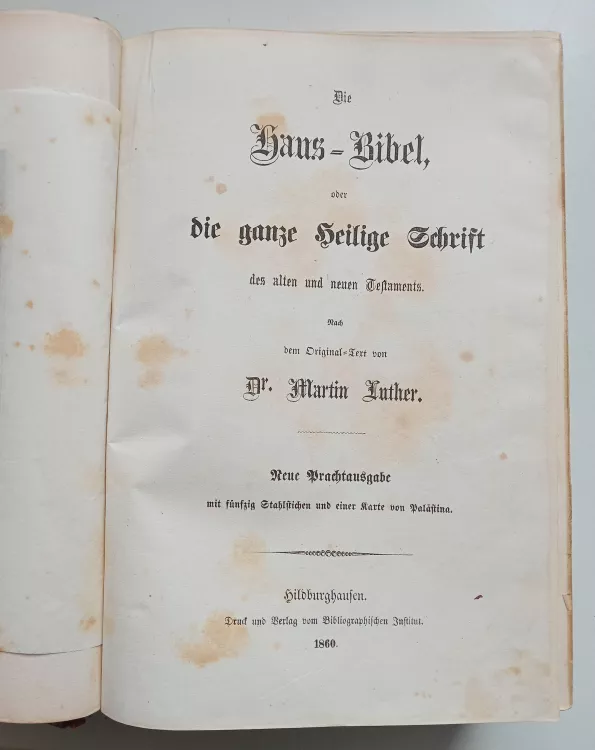 Die
Haus-Bibel,
oder
die ganze Heilige Schrift
des alten und neuen Testaments.
Nach
dem Original-Text von
Dr. Martin Luther.
Neue Prachtausgabe
mit fünfzig Stahlstichen und einer Karte von Palästina.
Hildburghausen.
Druck und Verlag vom Bibliographischen Institut.
1860.